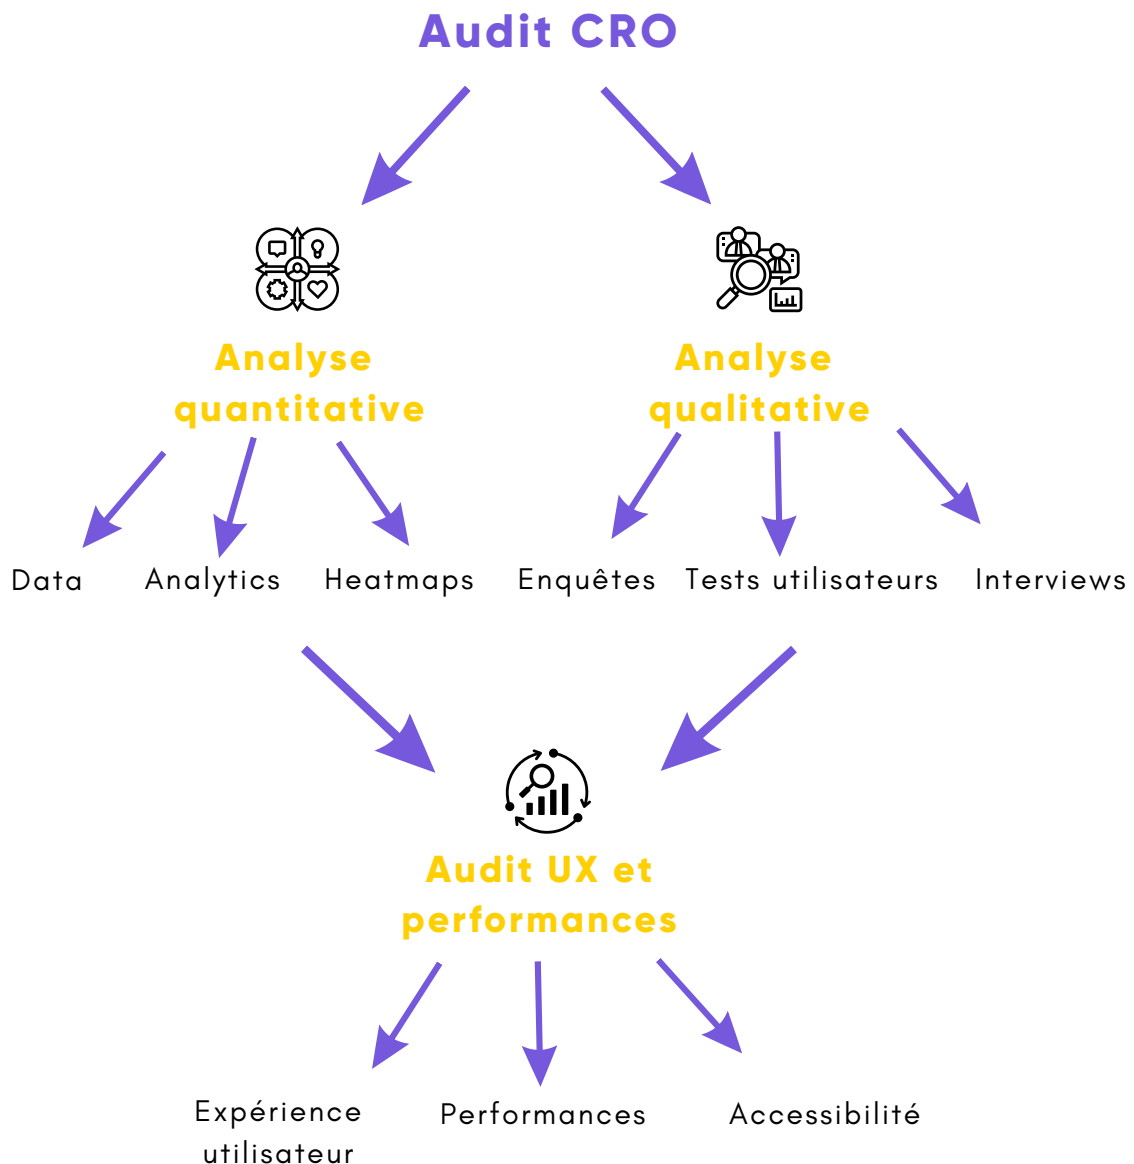 Audit CRO
Analyse
quantitative
Analyse
qualitative
Data
Analytics
Heatmaps
Enquêtes
Tests utilisateurs
Interviews
Audit UX et
performances
Expérience
utilisateur
Performances
Accessibilité